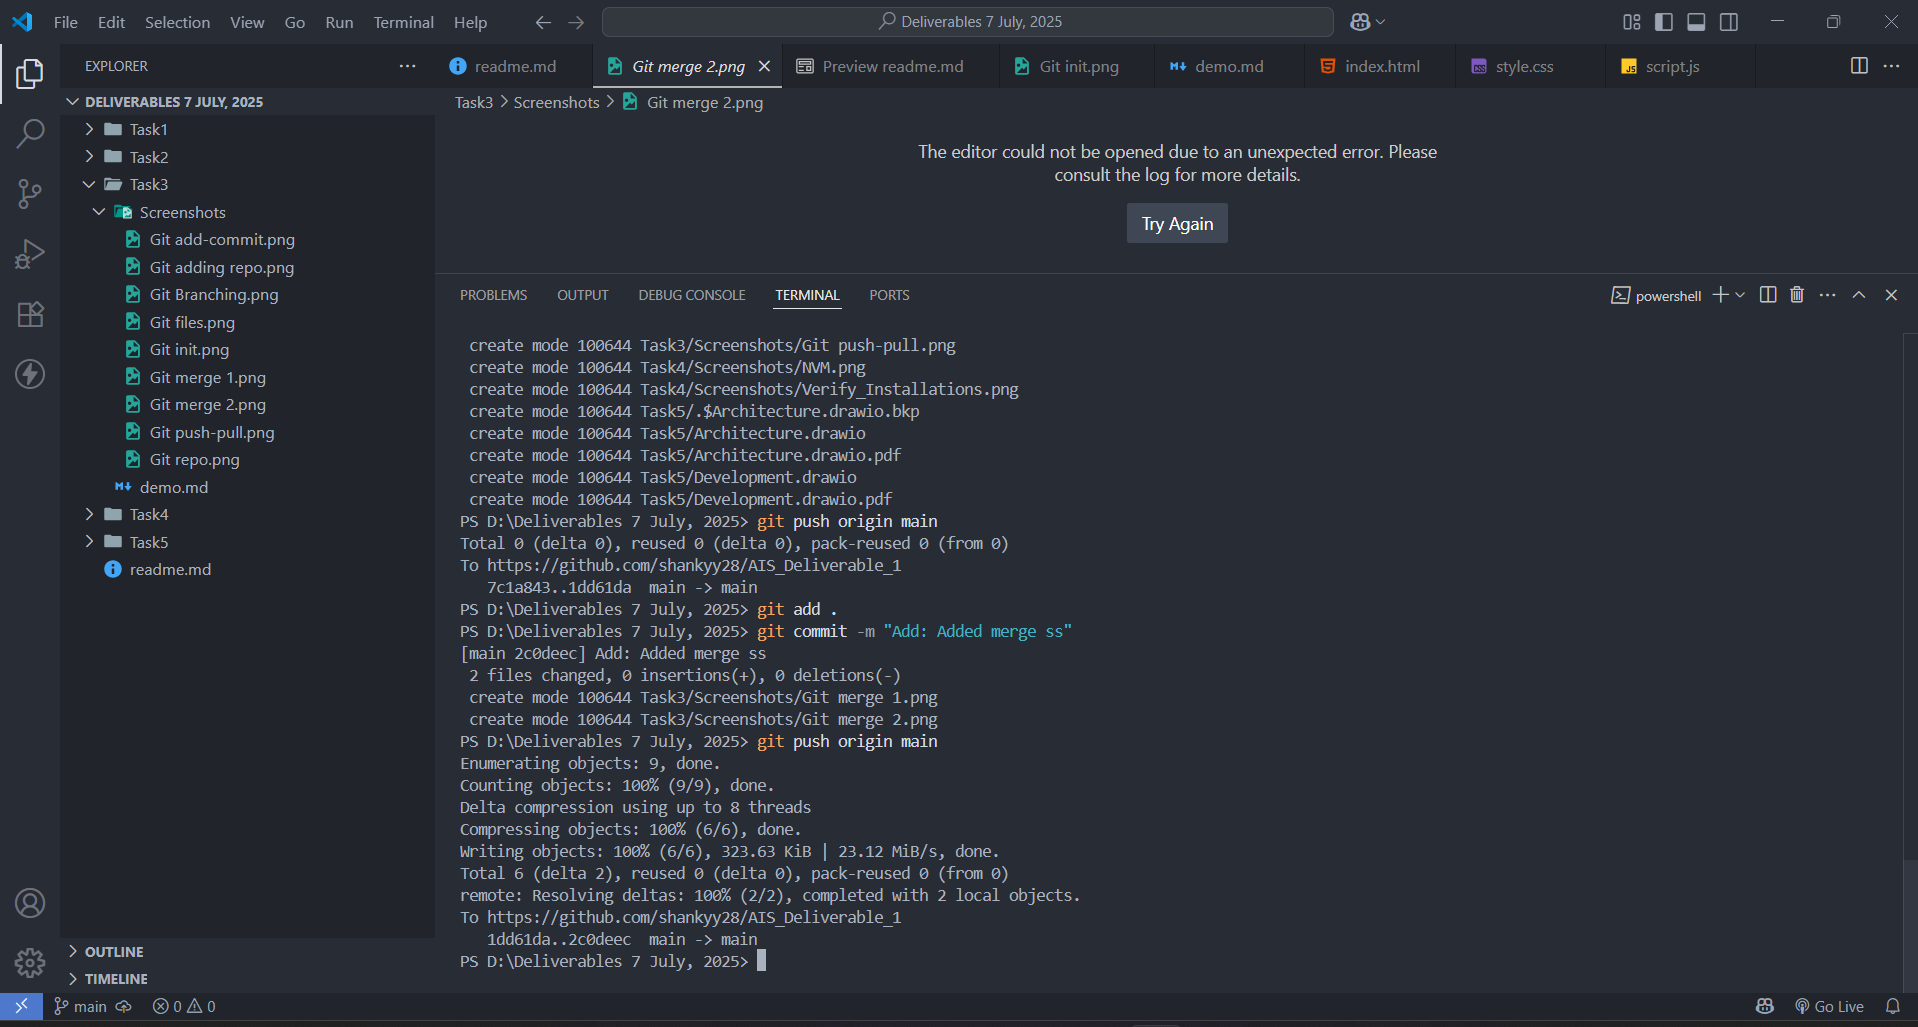 File Edit Selection View Go Run Terminal Help
Deliverables 7 July, 2025
EXPLORER
DELIVERABLES 7 JULY, 2025
Task1
Task2
Task3
Screenshots
Git add-commit.png
Git adding repo.png
Git Branching.png
Git files.png
Git init.png
Git merge 1.png
Git merge 2.png
Git push-pull.png
Git repo.png
demo.md
Task4
Task5
readme.md
OUTLINE
TIMELINE
readme.md
Git merge 2.png
Preview readme.md
Git init.png
demo.md
index.html
style.css
script.js
Task3 > Screenshots > Git merge 2.png
The editor could not be opened due to an unexpected error. Please
consult the log for more details.
Try Again
PROBLEMS OUTPUT DEBUG CONSOLE TERMINAL PORTS
powershell
create mode 100644 Task3/Screenshots/Git push-pull.png
create mode 100644 Task4/Screenshots/NVM.png
create mode 100644 Task4/Screenshots/Verify_Installations.png
create mode 100644 Task5/.$Architecture.drawio.bkp
create mode 100644 Task5/Architecture.drawio
create mode 100644 Task5/Architecture.drawio.pdf
create mode 100644 Task5/Development.drawio
create mode 100644 Task5/Development.drawio.pdf
PS D:\Deliverables 7 July, 2025> git push origin main
Total 0 (delta 0), reused 0 (delta 0), pack-reused 0 (from 0)
To https://github.com/shankyy28/AIS_Deliverable_1
7c1a843..1dd61da main -> main
PS D:\Deliverables 7 July, 2025> git add .
PS D:\Deliverables 7 July, 2025> git commit -m "Add: Added merge ss"
[main 2c0deec] Add: Added merge ss
2 files changed, 0 insertions(+), 0 deletions(-)
create mode 100644 Task3/Screenshots/Git merge 1.png
create mode 100644 Task3/Screenshots/Git merge 2.png
PS D:\Deliverables 7 July, 2025> git push origin main
Enumerating objects: 9, done.
Counting objects: 100% (9/9), done.
Delta compression using up to 8 threads
Compressing objects: 100% (6/6), done.
Writing objects: 100% (6/6), 323.63 KiB | 23.12 MiB/s, done.
Total 6 (delta 2), reused 0 (delta 0), pack-reused 0 (from 0)
remote: Resolving deltas: 100% (2/2), completed with 2 local objects.
To https://github.com/shankyy28/AIS_Deliverable_1
1dd61da..2c0deec main -> main
PS D:\Deliverables 7 July, 2025>
main 0 0 Go Live